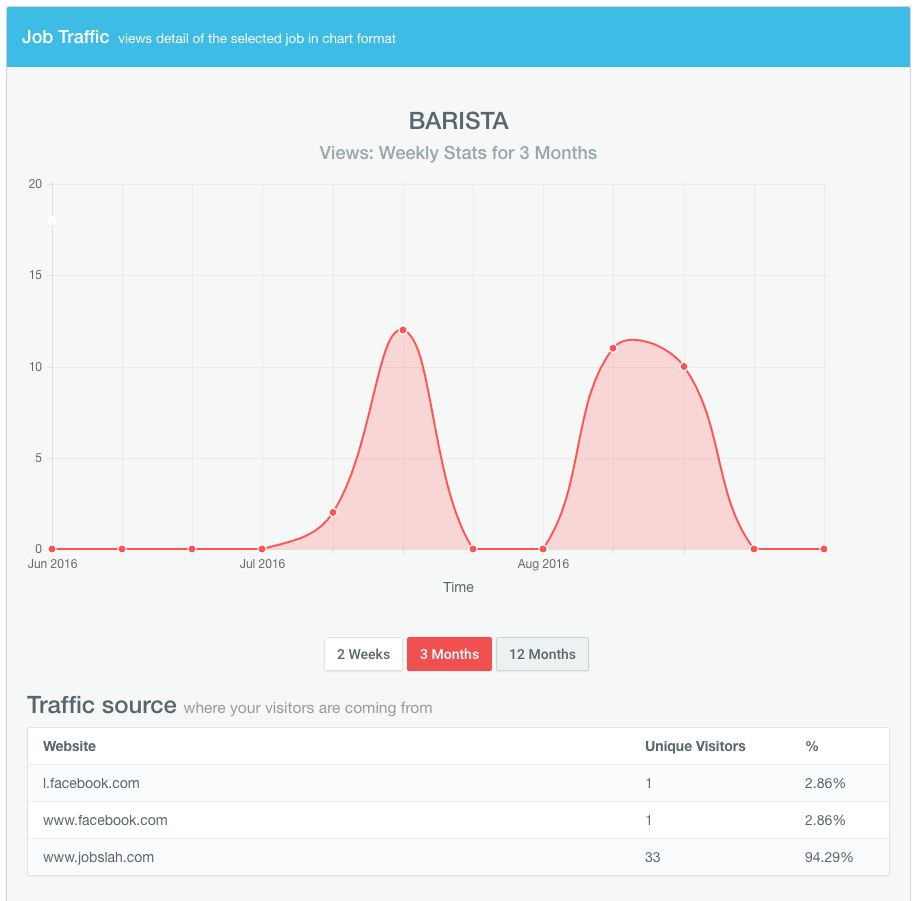 Job Traffic views detail of the selected job in chart format
BARISTA
Views: Weekly Stats for 3 Months
20
15
10
5
0
Jun 2016 Jul 2016 Aug 2016
Time
2 Weeks 3 Months 12 Months
Traffic source where your visitors are coming from
Website Unique Visitors %
l.facebook.com 1 2.86%
www.facebook.com 1 2.86%
www.jobslah.com 33 94.29%